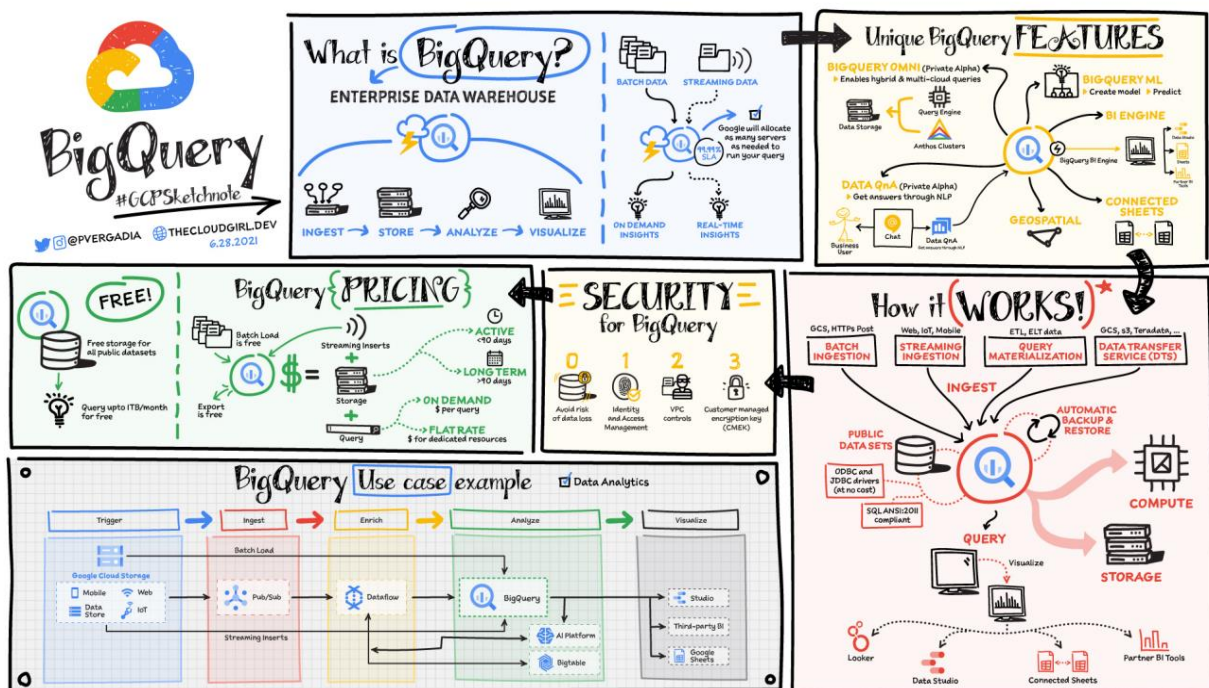 BigQuery
#GCPSketchnote
@PVERGADIA
THECLOUDGIRL.DEV
6.28.2021
What is BigQuery?
ENTERPRISE DATA WAREHOUSE
INGEST
STORE
ANALYZE
VISUALIZE
BATCH DATA
STREAMING DATA
99.99%
SLA
Google will allocate
as many servers
as needed to
run your query
ON DEMAND
INSIGHTS
REAL-TIME
INSIGHTS
Unique BigQuery FEATURES
BIGQUERY OMNI (Private Alpha)
Enables hybrid & multi-cloud queries
Data Storage
Query Engine
Anthos Clusters
BIGQUERY ML
Create model
Predict
BI ENGINE
BigQuery BI Engine
Data Studio
Sheets
Partner BI
Tools
DATA QnA (Private Alpha)
Get answers through NLP
Business
User
Chat
Data QnA
Get answers through NLP
GEOSPATIAL
CONNECTED
SHEETS
FREE!
Free storage for
all public datasets
Query upto 1TB/month
for free
BigQuery {PRICING}
Batch Load
is free
Export
is free
$ =
Streaming Inserts
+
Storage
+
Query
ACTIVE
<90 days
LONG TERM
>90 days
ON DEMAND
$ per query
FLAT RATE
$ for dedicated resources
SECURITY
for BigQuery
0
Avoid risk
of data loss
1
Identity
and Access
Management
2
VPC
controls
3
Customer managed
encryption key
(CMEK)
How it (WORKS!)*
GCS, HTTPs Post
BATCH
INGESTION
Web, IoT, Mobile
STREAMING
INGESTION
ETL, ELT data
QUERY
MATERIALIZATION
GCS, s3, Teradata, ...
DATA TRANSFER
SERVICE (DTS)
INGEST
AUTOMATIC
BACKUP &
RESTORE
PUBLIC
DATA SETS
ODBC and
JDBC drivers
(at no cost)
SQL ANSI:2011
compliant
COMPUTE
STORAGE
QUERY
Visualize
Looker
Data Studio
Connected Sheets
Partner BI Tools
BigQuery Use case example
Data Analytics
Trigger
Ingest
Enrich
Analyze
Visualize
Google Cloud Storage
Mobile
Web
Data
Store
IoT
Batch Load
Pub/Sub
Dataflow
BigQuery
Streaming Inserts
AI Platform
Bigtable
Studio
Third-party BI
Google
Sheets